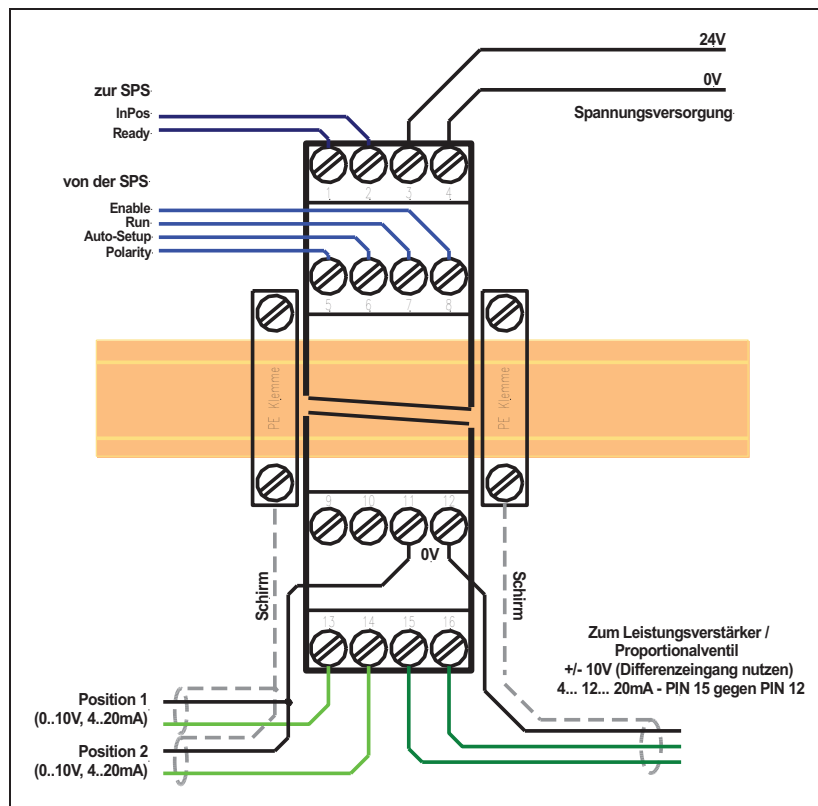 24V
zur SPS
0V
InPos
Spannungsversorgung
Ready
1 2 3 4
von der SPS
Enable
Run
Auto-Setup
Polarity
5 6 7 8
PE Klemme
PE Klemme
9 10 11 12
0V
Schirm
Schirm
13 14 15 16
Zum Leistungsverstärker /
Proportionalventil
+/- 10V (Differenzeingang nutzen)
4... 12... 20mA - PIN 15 gegen PIN 12
Position 1
(0..10V, 4..20mA)
Position 2
(0..10V, 4..20mA)